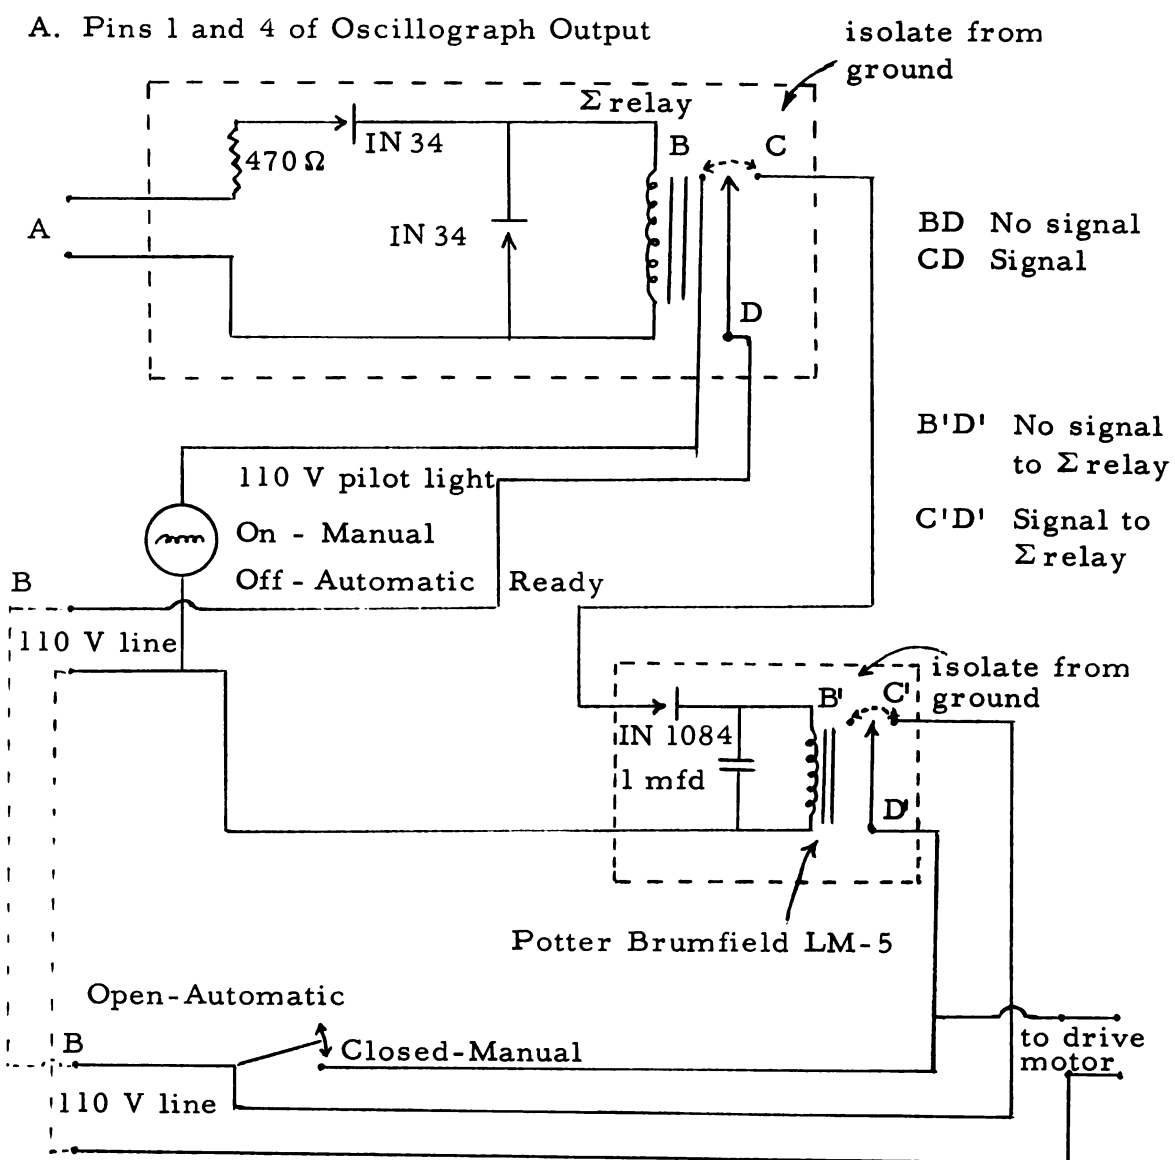 A. Pins 1 and 4 of Oscillograph Output
isolate from
ground
Σ relay
IN 34
B
C
470 Ω
IN 34
A
BD No signal
CD Signal
D
B'D' No signal
to Σ relay
C'D' Signal to
Σ relay
110 V pilot light
On - Manual
Off - Automatic Ready
B
110 V line
isolate from
ground
B'
C'
IN 1084
1 mfd
D'
Potter Brumfield LM-5
Open-Automatic
B
Closed-Manual
to drive
motor
110 V line